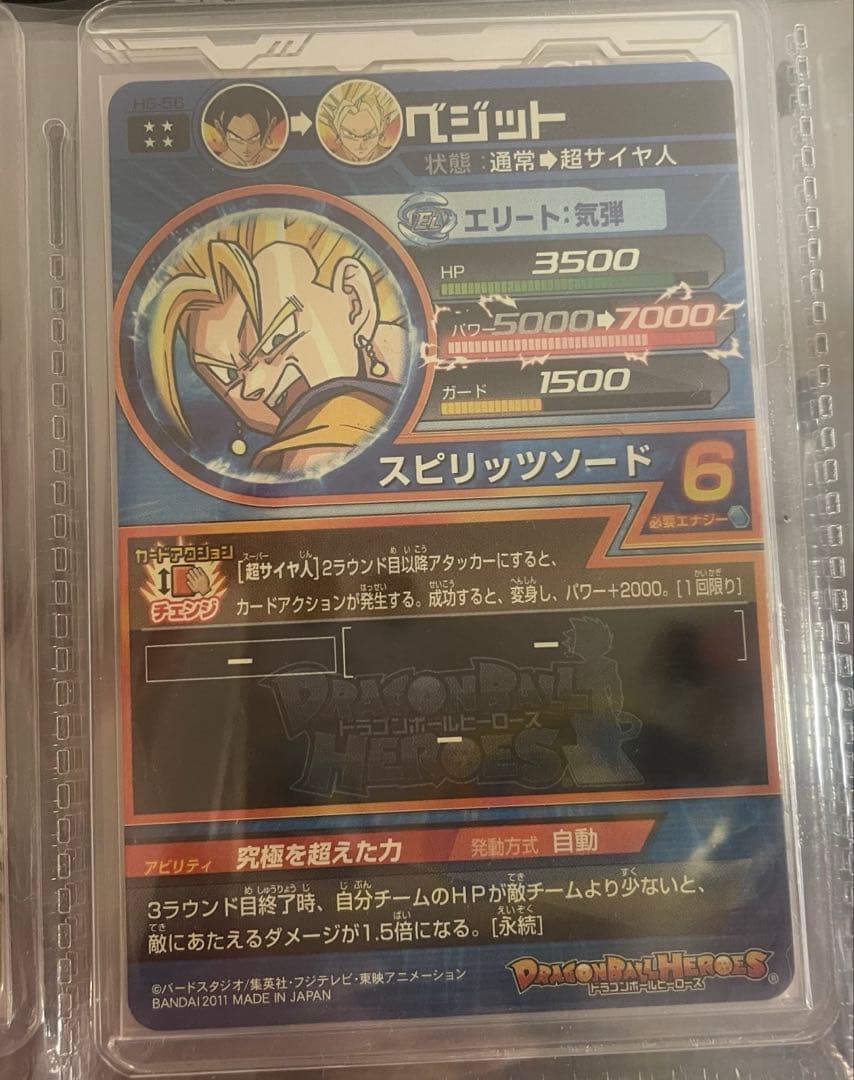 HG-56
★★
★★
ベジット
状態：通常➡超サイヤ人
EL エリート：気弾
HP 3500
パワー 5000➡7000
ガード 1500
スピリッツソード 6
必要エナジー
カードアクション
チェンジ
[超サイヤ人]2ラウンド目以降アタッカーにすると、
カードアクションが発生する。成功すると、変身し、パワー+2000。[1回限り]
ー
ー
DRAGONBALL
ドラゴンボールヒーローズ
ー
HEROES
アビリティ 究極を超えた力 発動方式 自動
3ラウンド目終了時、自分チームのHPが敵チームより少ないと、
敵にあたえるダメージが1.5倍になる。[永続]
©バードスタジオ/集英社・フジテレビ・東映アニメーション
BANDAI 2011 MADE IN JAPAN
DRAGONBALL HEROES
ドラゴンボールヒーローズ ®